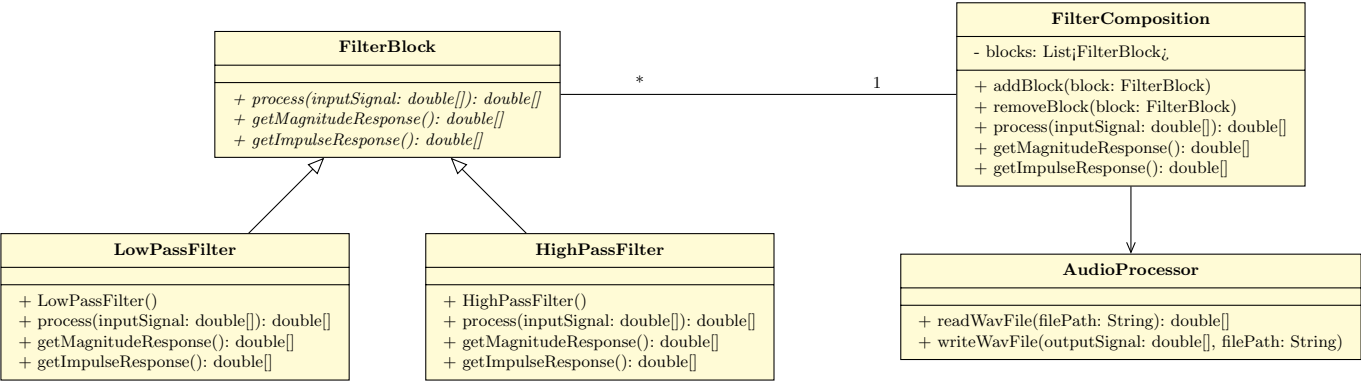 FilterBlock
+ process(inputSignal: double[]): double[]
+ getMagnitudeResponse(): double[]
+ getImpulseResponse(): double[]
*
1
FilterComposition
- blocks: List¡FilterBlock¿
+ addBlock(block: FilterBlock)
+ removeBlock(block: FilterBlock)
+ process(inputSignal: double[]): double[]
+ getMagnitudeResponse(): double[]
+ getImpulseResponse(): double[]
LowPassFilter
+ LowPassFilter()
+ process(inputSignal: double[]): double[]
+ getMagnitudeResponse(): double[]
+ getImpulseResponse(): double[]
HighPassFilter
+ HighPassFilter()
+ process(inputSignal: double[]): double[]
+ getMagnitudeResponse(): double[]
+ getImpulseResponse(): double[]
AudioProcessor
+ readWavFile(filePath: String): double[]
+ writeWavFile(outputSignal: double[], filePath: String)